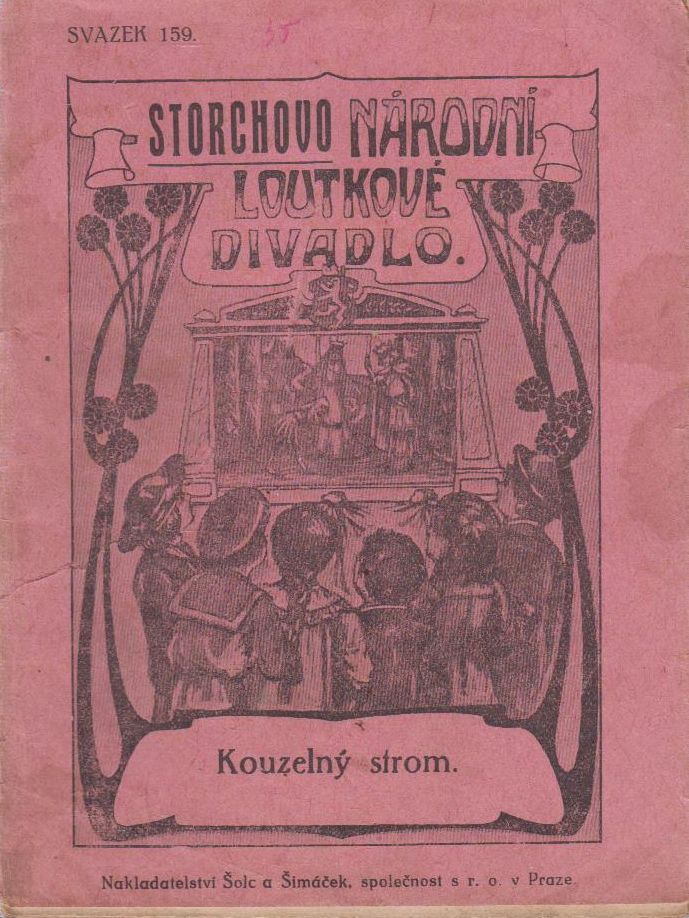 SVAZEK 159.
STORCHOVO NÁRODNÍ
LOUTKOVÉ
DIVADLO.
Kouzelný strom.
Nakladatelství Šolc a Šimáček, společnost s r. o. v Praze